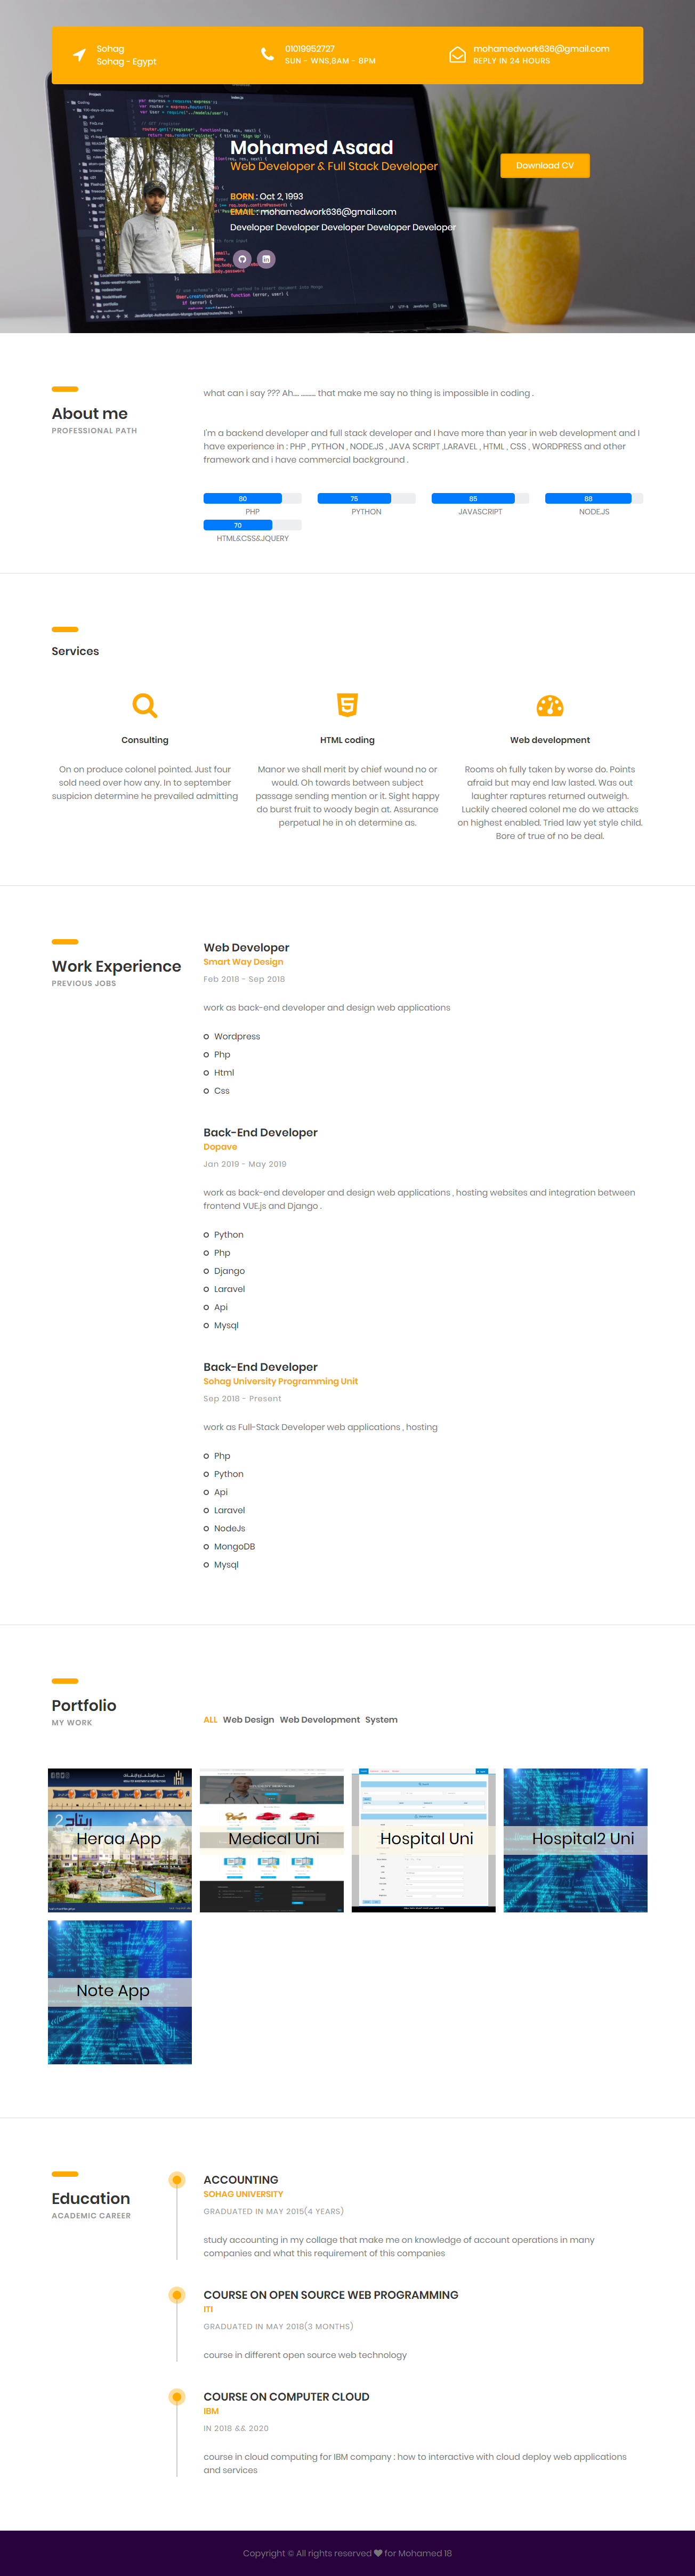 Sohag
Sohag - Egypt
01019952727
SUN - WNS,8AM - 8PM
mohamedwork636@gmail.com
REPLY IN 24 HOURS
Mohamed Asaad
Web Developer & Full Stack Developer
Download CV
BORN : Oct 2, 1993
EMAIL : mohamedwork636@gmail.com
Developer Developer Developer Developer Developer
About me
PROFESSIONAL PATH
what can i say ??? Ah.... ......... that make me say no thing is impossible in coding .
I'm a backend developer and full stack developer and I have more than year in web development and I
have experience in : PHP , PYTHON , NODE.JS , JAVA SCRIPT ,LARAVEL , HTML , CSS , WORDPRESS and other
framework and i have commercial background .
80
75
85
88
PHP
PYTHON
JAVASCRIPT
NODE.JS
70
HTML&CSS&JQUERY
Services
Consulting
HTML coding
Web development
On on produce colonel pointed. Just four
sold need over how any. In to september
suspicion determine he prevailed admitting
Manor we shall merit by chief wound no or
would. Oh towards between subject
passage sending mention or it. Sight happy
do burst fruit to woody begin at. Assurance
perpetual he in oh determine as.
Rooms oh fully taken by worse do. Points
afraid but may end law lasted. Was out
laughter raptures returned outweigh.
Luckily cheered colonel me do we attacks
on highest enabled. Tried law yet style child.
Bore of true of no be deal.
Work Experience
PREVIOUS JOBS
Web Developer
Smart Way Design
Feb 2018 - Sep 2018
work as back-end developer and design web applications
Wordpress
Php
Html
Css
Back-End Developer
Dopave
Jan 2019 - May 2019
work as back-end developer and design web applications , hosting websites and integration between
frontend VUE.js and Django .
Python
Php
Django
Laravel
Api
Mysql
Back-End Developer
Sohag University Programming Unit
Sep 2018 - Present
work as Full-Stack Developer web applications , hosting
Php
Python
Api
Laravel
NodeJs
MongoDB
Mysql
Portfolio
MY WORK
ALL Web Design Web Development System
ريتاج 2
Heraa App
Medical Uni
Hospital Uni
Hospital2 Uni
Note App
Education
ACADEMIC CAREER
ACCOUNTING
SOHAG UNIVERSITY
GRADUATED IN MAY 2015(4 YEARS)
study accounting in my collage that make me on knowledge of account operations in many
companies and what this requirement of this companies
COURSE ON OPEN SOURCE WEB PROGRAMMING
ITI
GRADUATED IN MAY 2018(3 MONTHS)
course in different open source web technology
COURSE ON COMPUTER CLOUD
IBM
IN 2018 && 2020
course in cloud computing for IBM company : how to interactive with cloud deploy web applications
and services
Copyright © All rights reserved ♥ for Mohamed 18